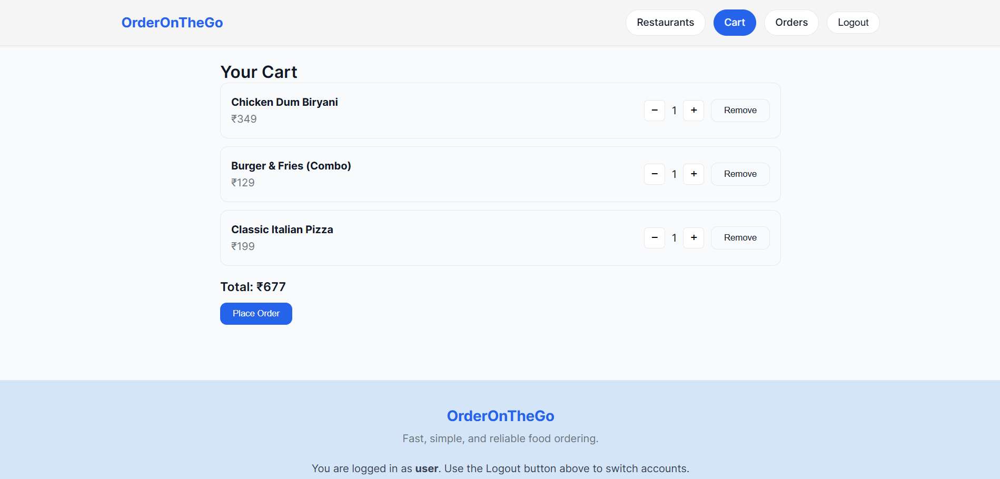 OrderOnTheGo
Restaurants Cart Orders Logout
Your Cart
Chicken Dum Biryani
₹349
− 1 + Remove
Burger & Fries (Combo)
₹129
− 1 + Remove
Classic Italian Pizza
₹199
− 1 + Remove
Total: ₹677
Place Order
OrderOnTheGo
Fast, simple, and reliable food ordering.
You are logged in as user. Use the Logout button above to switch accounts.